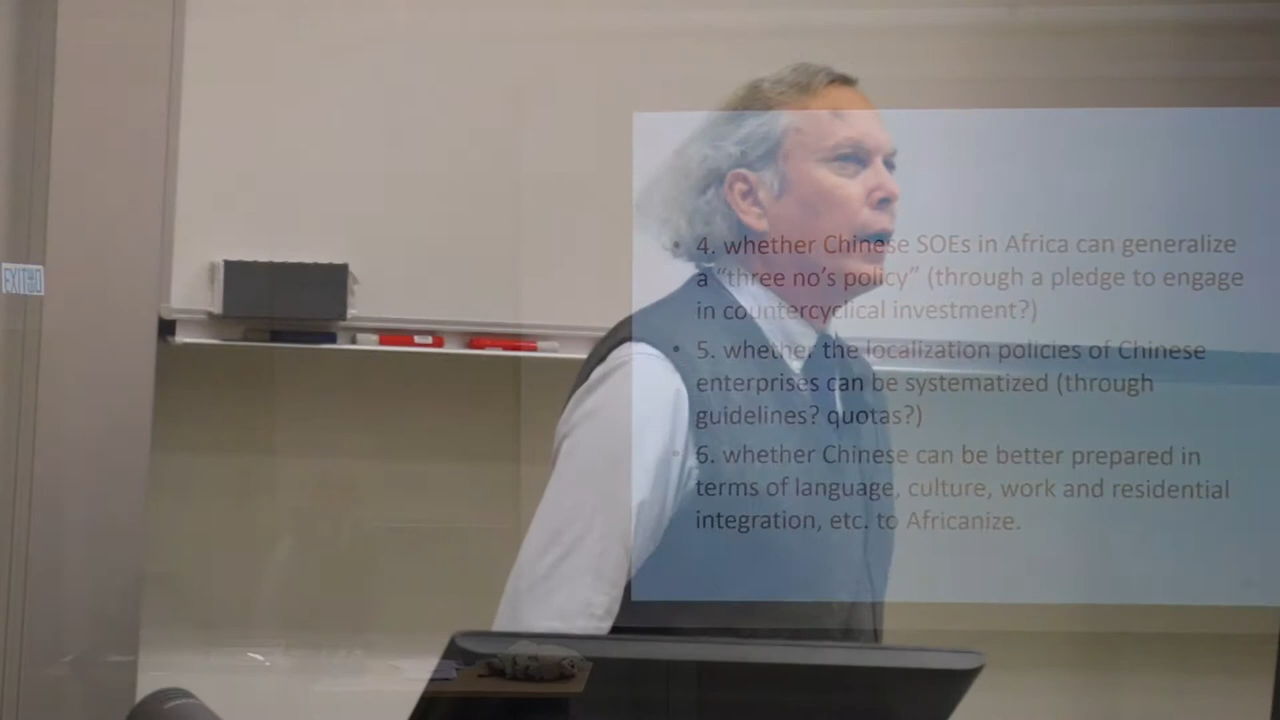 EXIT
• 4. whether Chinese SOEs in Africa can generalize
a “three no’s policy” (through a pledge to engage
in countercyclical investment?)
• 5. whether the localization policies of Chinese
enterprises can be systematized (through
guidelines? quotas?)
• 6. whether Chinese can be better prepared in
terms of language, culture, work and residential
integration, etc. to Africanize.